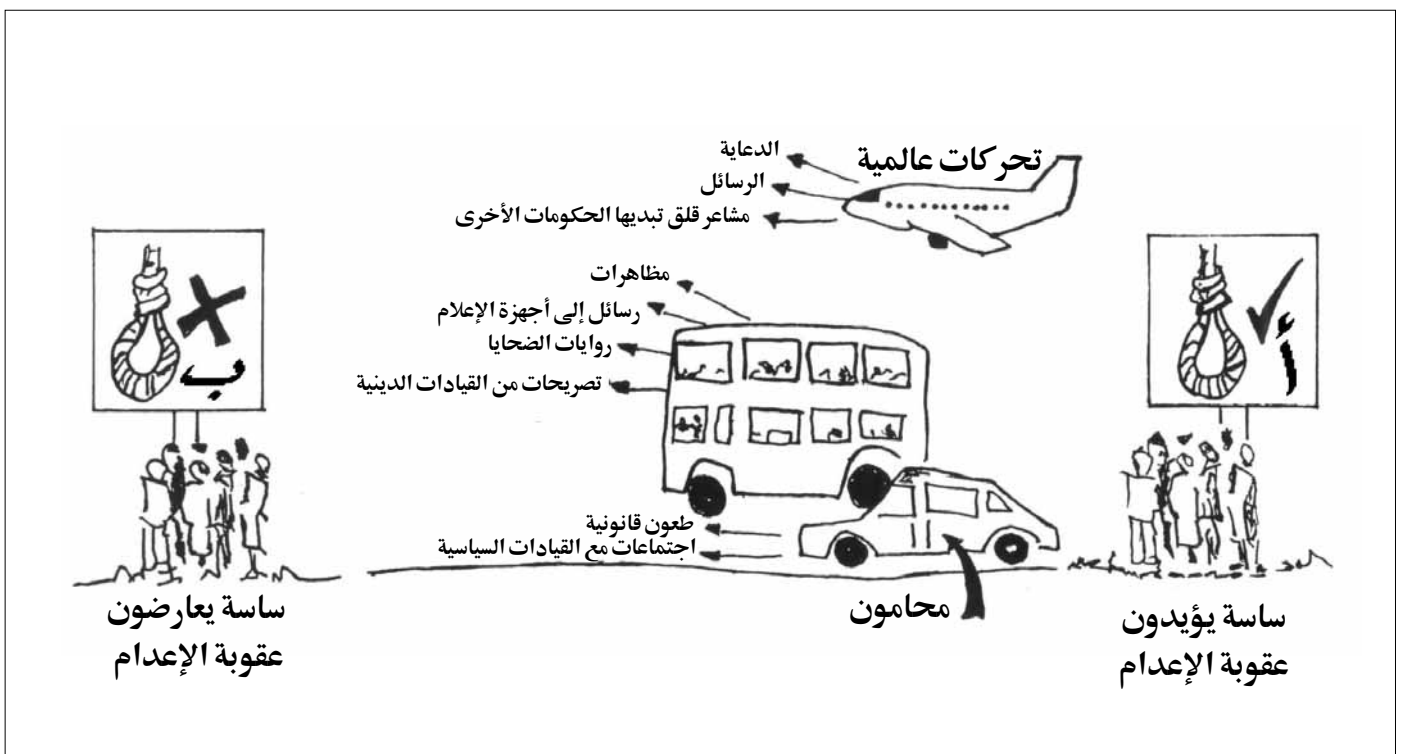 تحركات عالمية
الدعاية
الرسائل
مشاعر قلق تبديها الحكومات الأخرى
مظاهرات
رسائل إلى أجهزة الإعلام
روايات الضحايا
تصريحات من القيادات الدينية
أ
ب
طعون قانونية
اجتماعات مع القيادات السياسية
محامون
ساسة يؤيدون
عقوبة الإعدام
ساسة يعارضون
عقوبة الإعدام